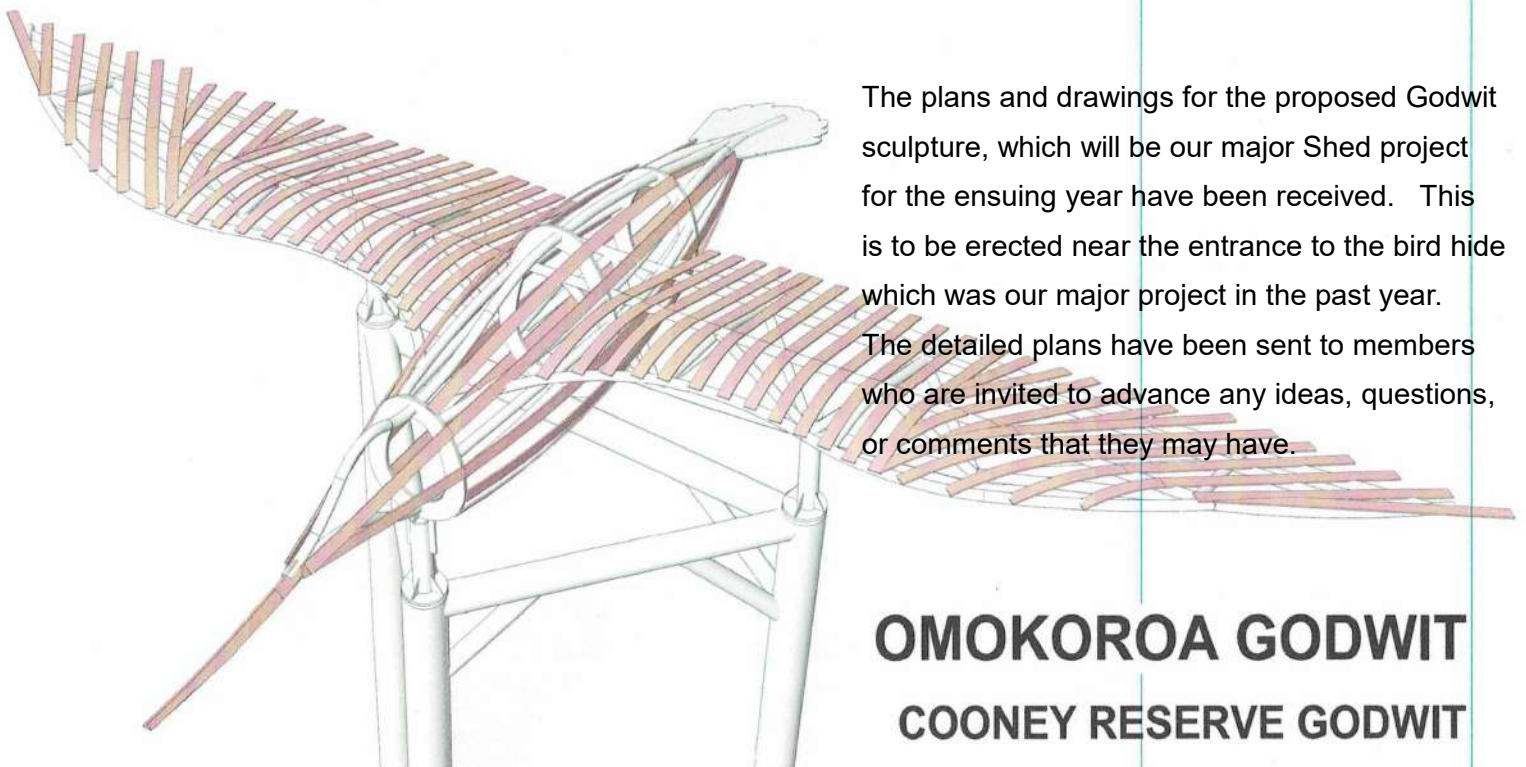 The plans and drawings for the proposed Godwit
sculpture, which will be our major Shed project
for the ensuing year have been received.   This
is to be erected near the entrance to the bird hide
which was our major project in the past year.
The detailed plans have been sent to members
who are invited to advance any ideas, questions,
or comments that they may have.
OMOKOROA GODWIT
COONEY RESERVE GODWIT